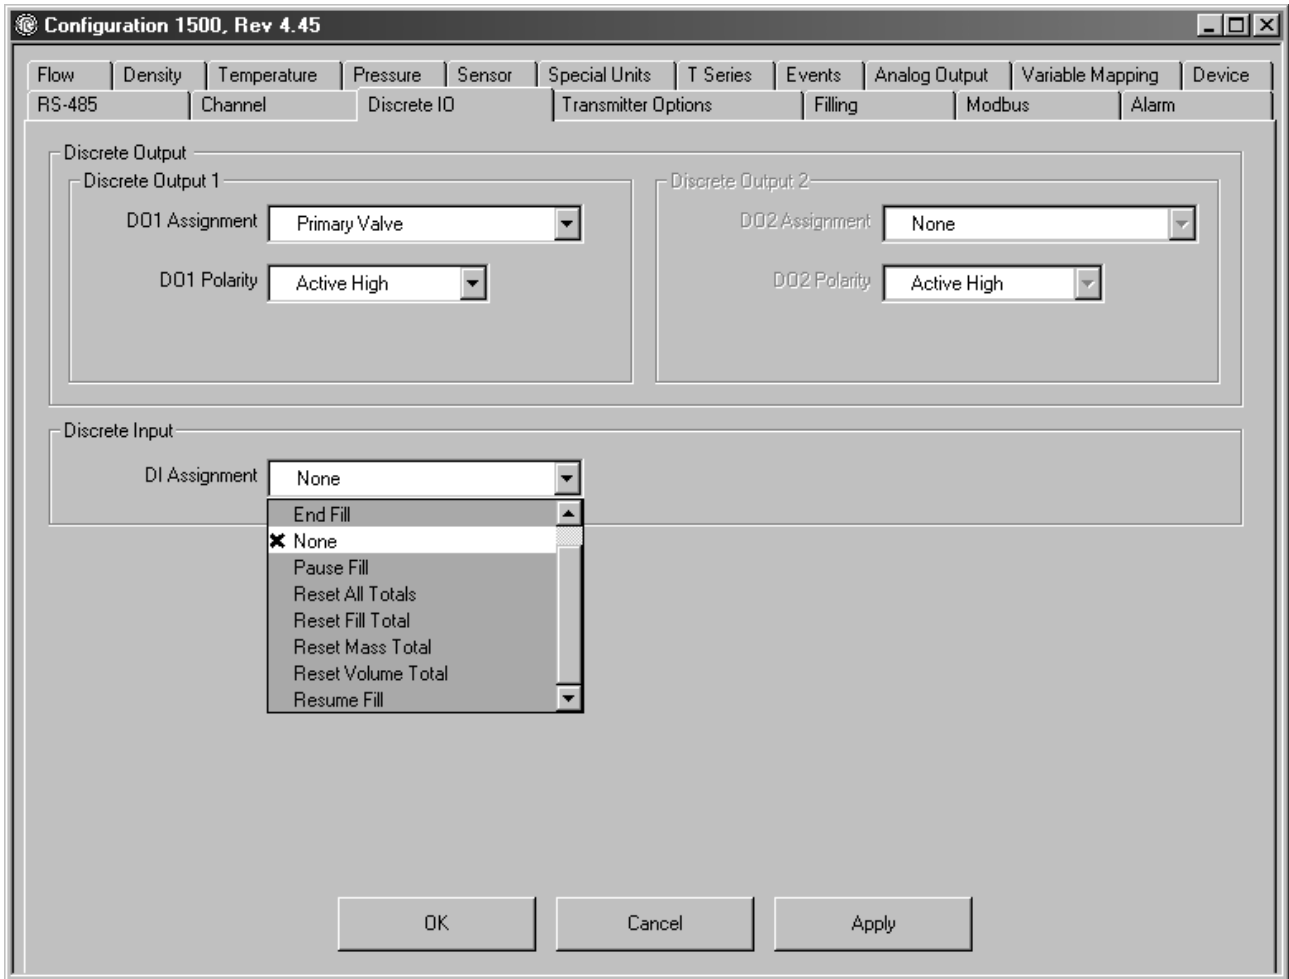 Configuration 1500, Rev 4.45
Flow Density Temperature Pressure Sensor Special Units T Series Events Analog Output Variable Mapping Device
RS-485 Channel Discrete IO Transmitter Options Filling Modbus Alarm
Discrete Output
Discrete Output 1
DO1 Assignment Primary Valve
DO1 Polarity Active High
Discrete Output 2
DO2 Assignment None
DO2 Polarity Active High
Discrete Input
DI Assignment None
End Fill
None
Pause Fill
Reset All Totals
Reset Fill Total
Reset Mass Total
Reset Volume Total
Resume Fill
OK Cancel Apply